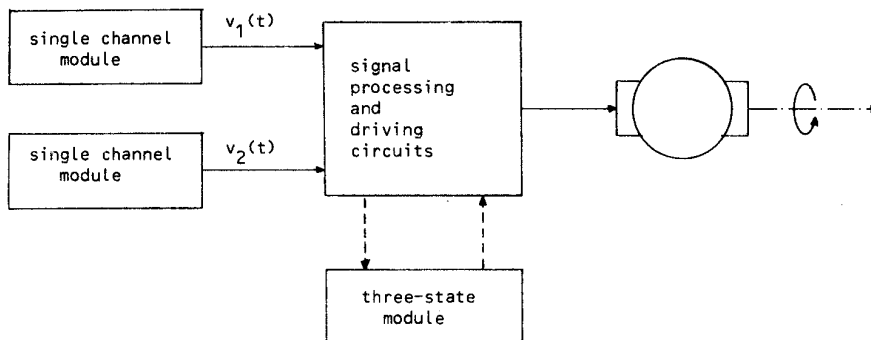 single channel
module
v1(t)
signal
processing
and
driving
circuits
single channel
module
v2(t)
three-state
module